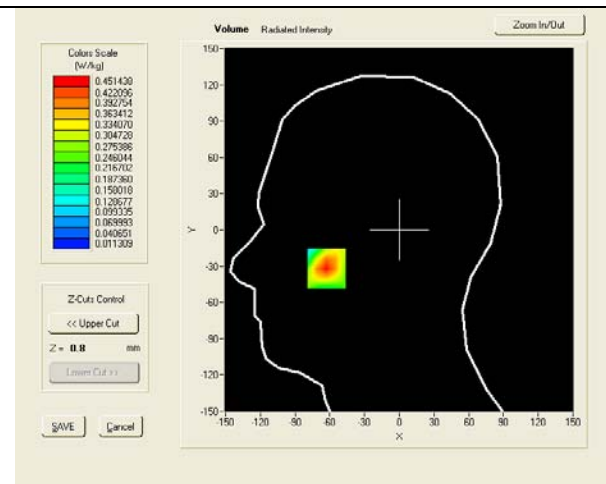 Volume Radiated Intensity
Zoom In/Out
Colors Scale
(W/kg)
0.451438
0.422096
0.392754
0.363412
0.334070
0.304728
0.275386
0.246044
0.216702
0.187360
0.158018
0.128677
0.099335
0.069993
0.040651
0.011309
Z-Cuts Control
<< Upper Cut
Z = 0.8 mm
Lower Cut >>
SAVE Cancel
150
120
90
60
30
0
-30
-60
-90
-120
-150
Y
-150 -120 -90 -60 -30 0 30 60 90 120 150
X